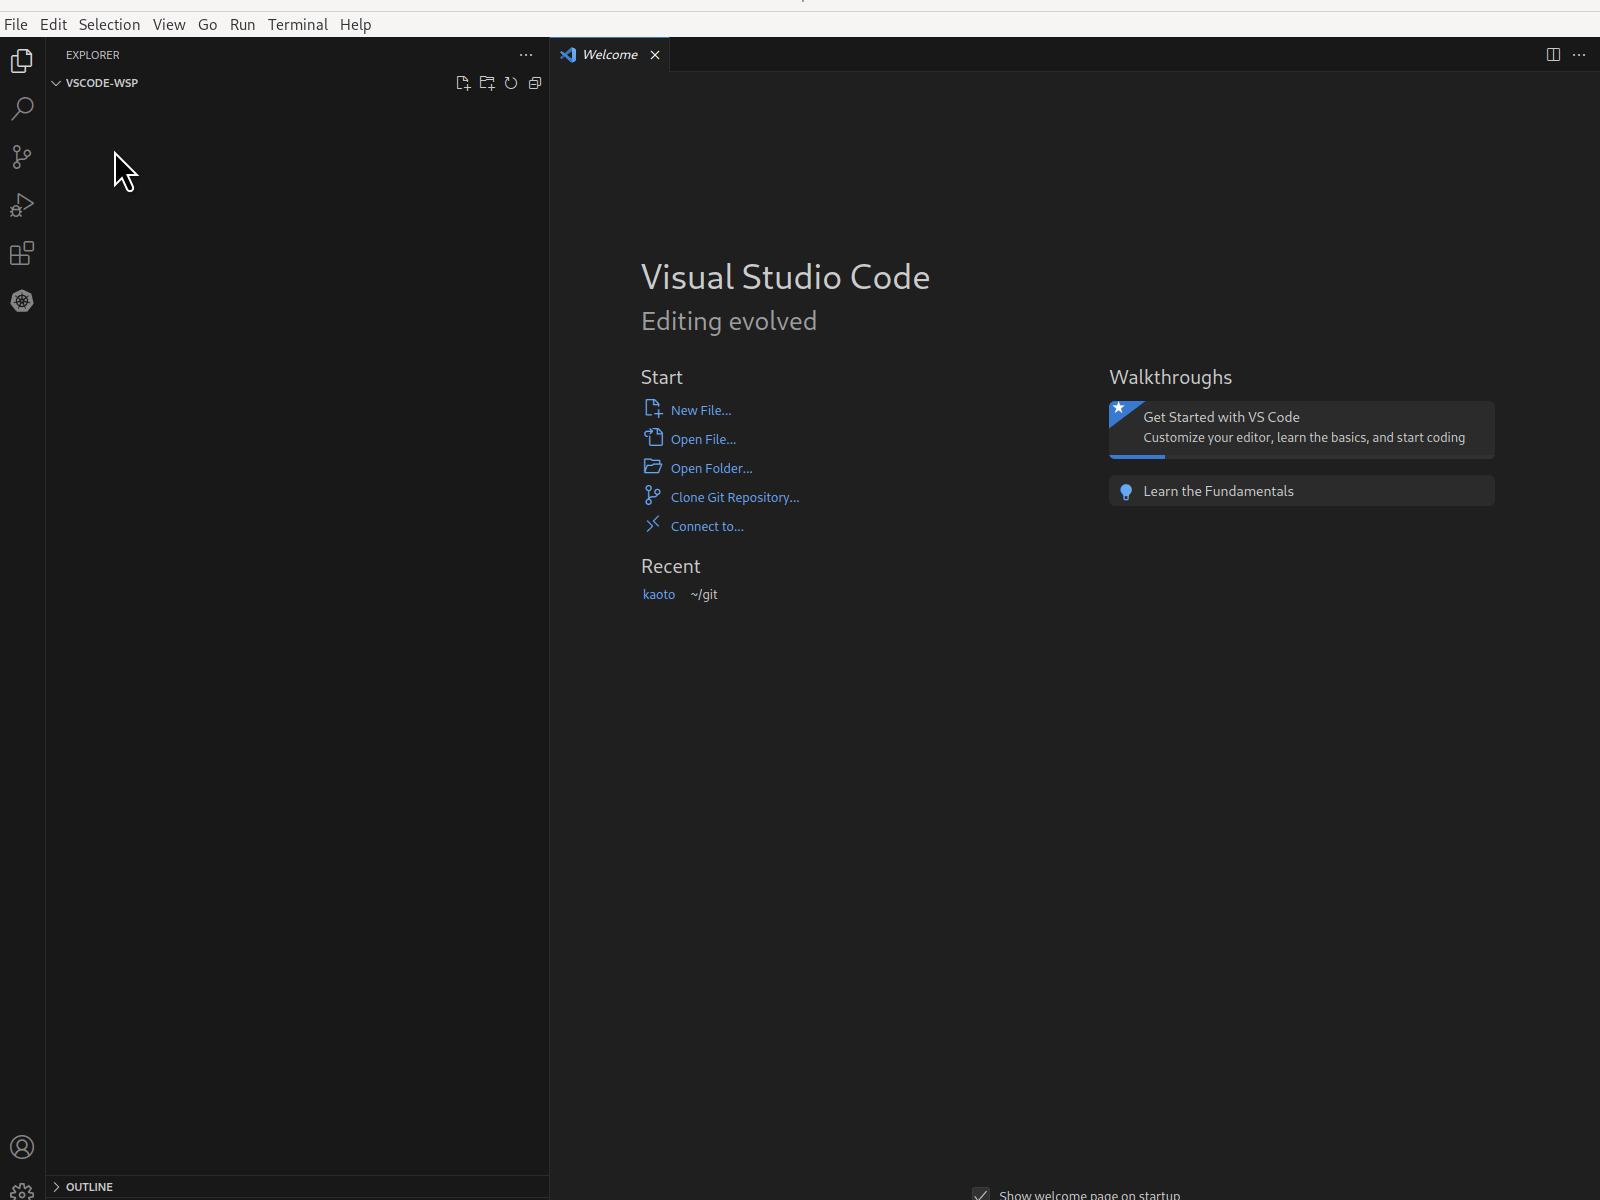 File Edit Selection View Go Run Terminal Help
EXPLORER
VSCODE-WSP
Welcome
Visual Studio Code
Editing evolved
Start
New File...
Open File...
Open Folder...
Clone Git Repository...
Connect to...
Recent
kaoto ~/git
Walkthroughs
Get Started with VS Code
Customize your editor, learn the basics, and start coding
Learn the Fundamentals
OUTLINE
Show welcome page on startup